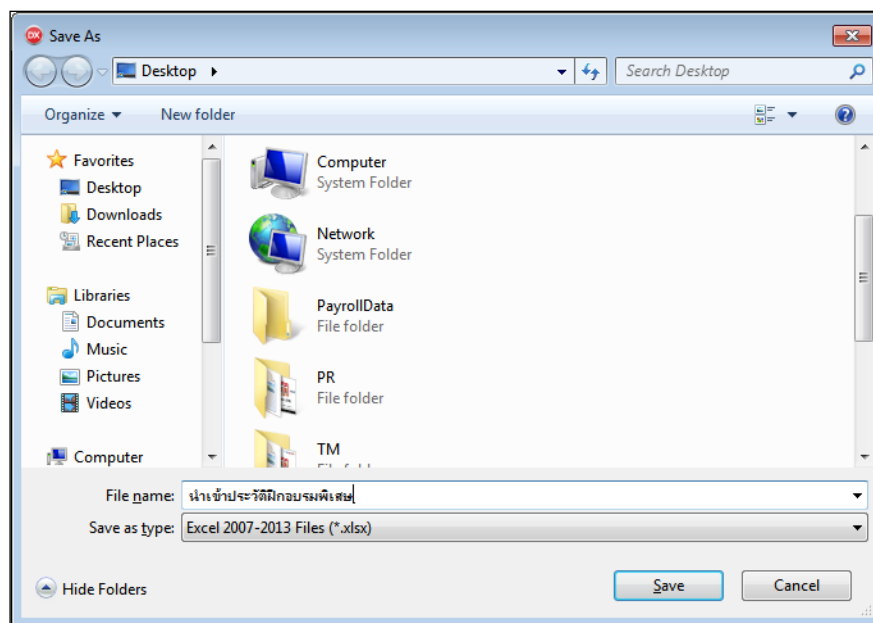 Save As
Desktop
Search Desktop
Organize
New folder
Favorites
Desktop
Downloads
Recent Places
Libraries
Documents
Music
Pictures
Videos
Computer
Computer
System Folder
Network
System Folder
PayrollData
File folder
PR
File folder
TM
File folder
File name: นำเข้าประวัติฝึกอบรมพิเศษ
Save as type: Excel 2007-2013 Files (*.xlsx)
Hide Folders
Save
Cancel